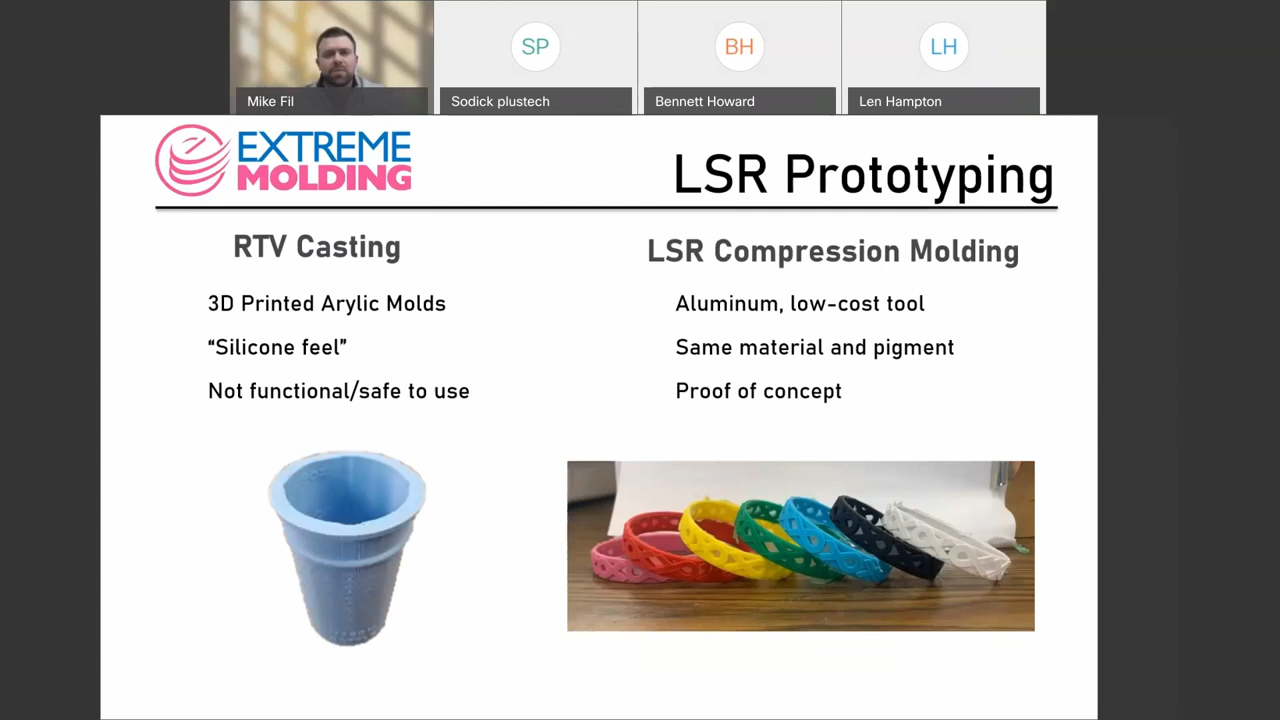 SP
BH
LH
Mike Fil
Sodick plustech
Bennett Howard
Len Hampton
EXTREME
MOLDING
LSR Prototyping
RTV Casting
3D Printed Arylic Molds
“Silicone feel”
Not functional/safe to use
LSR Compression Molding
Aluminum, low-cost tool
Same material and pigment
Proof of concept